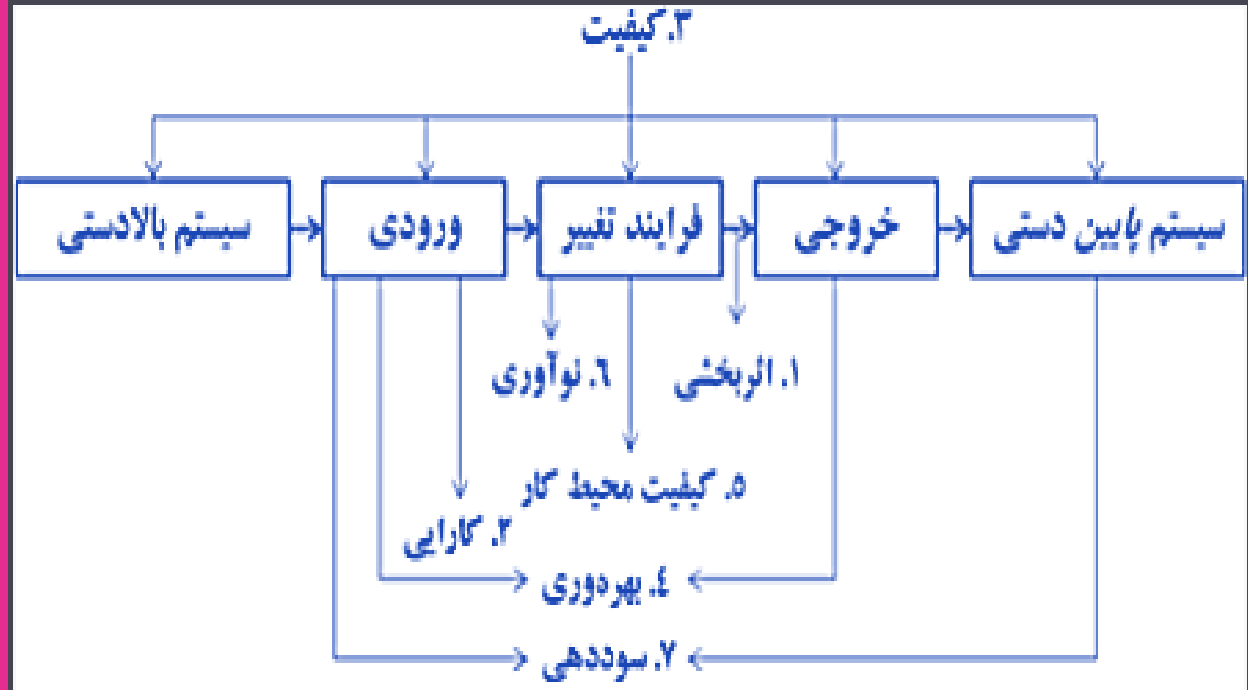 ۳. کیفیت
سیستم بالادستی
ورودی
فرایند تغییر
خروجی
سیستم پایین دستی
۶. نوآوری
۱. اثربخشی
۵. کیفیت محیط کار
۲. کارایی
٤. بهره‌وری
۷. سوددهی